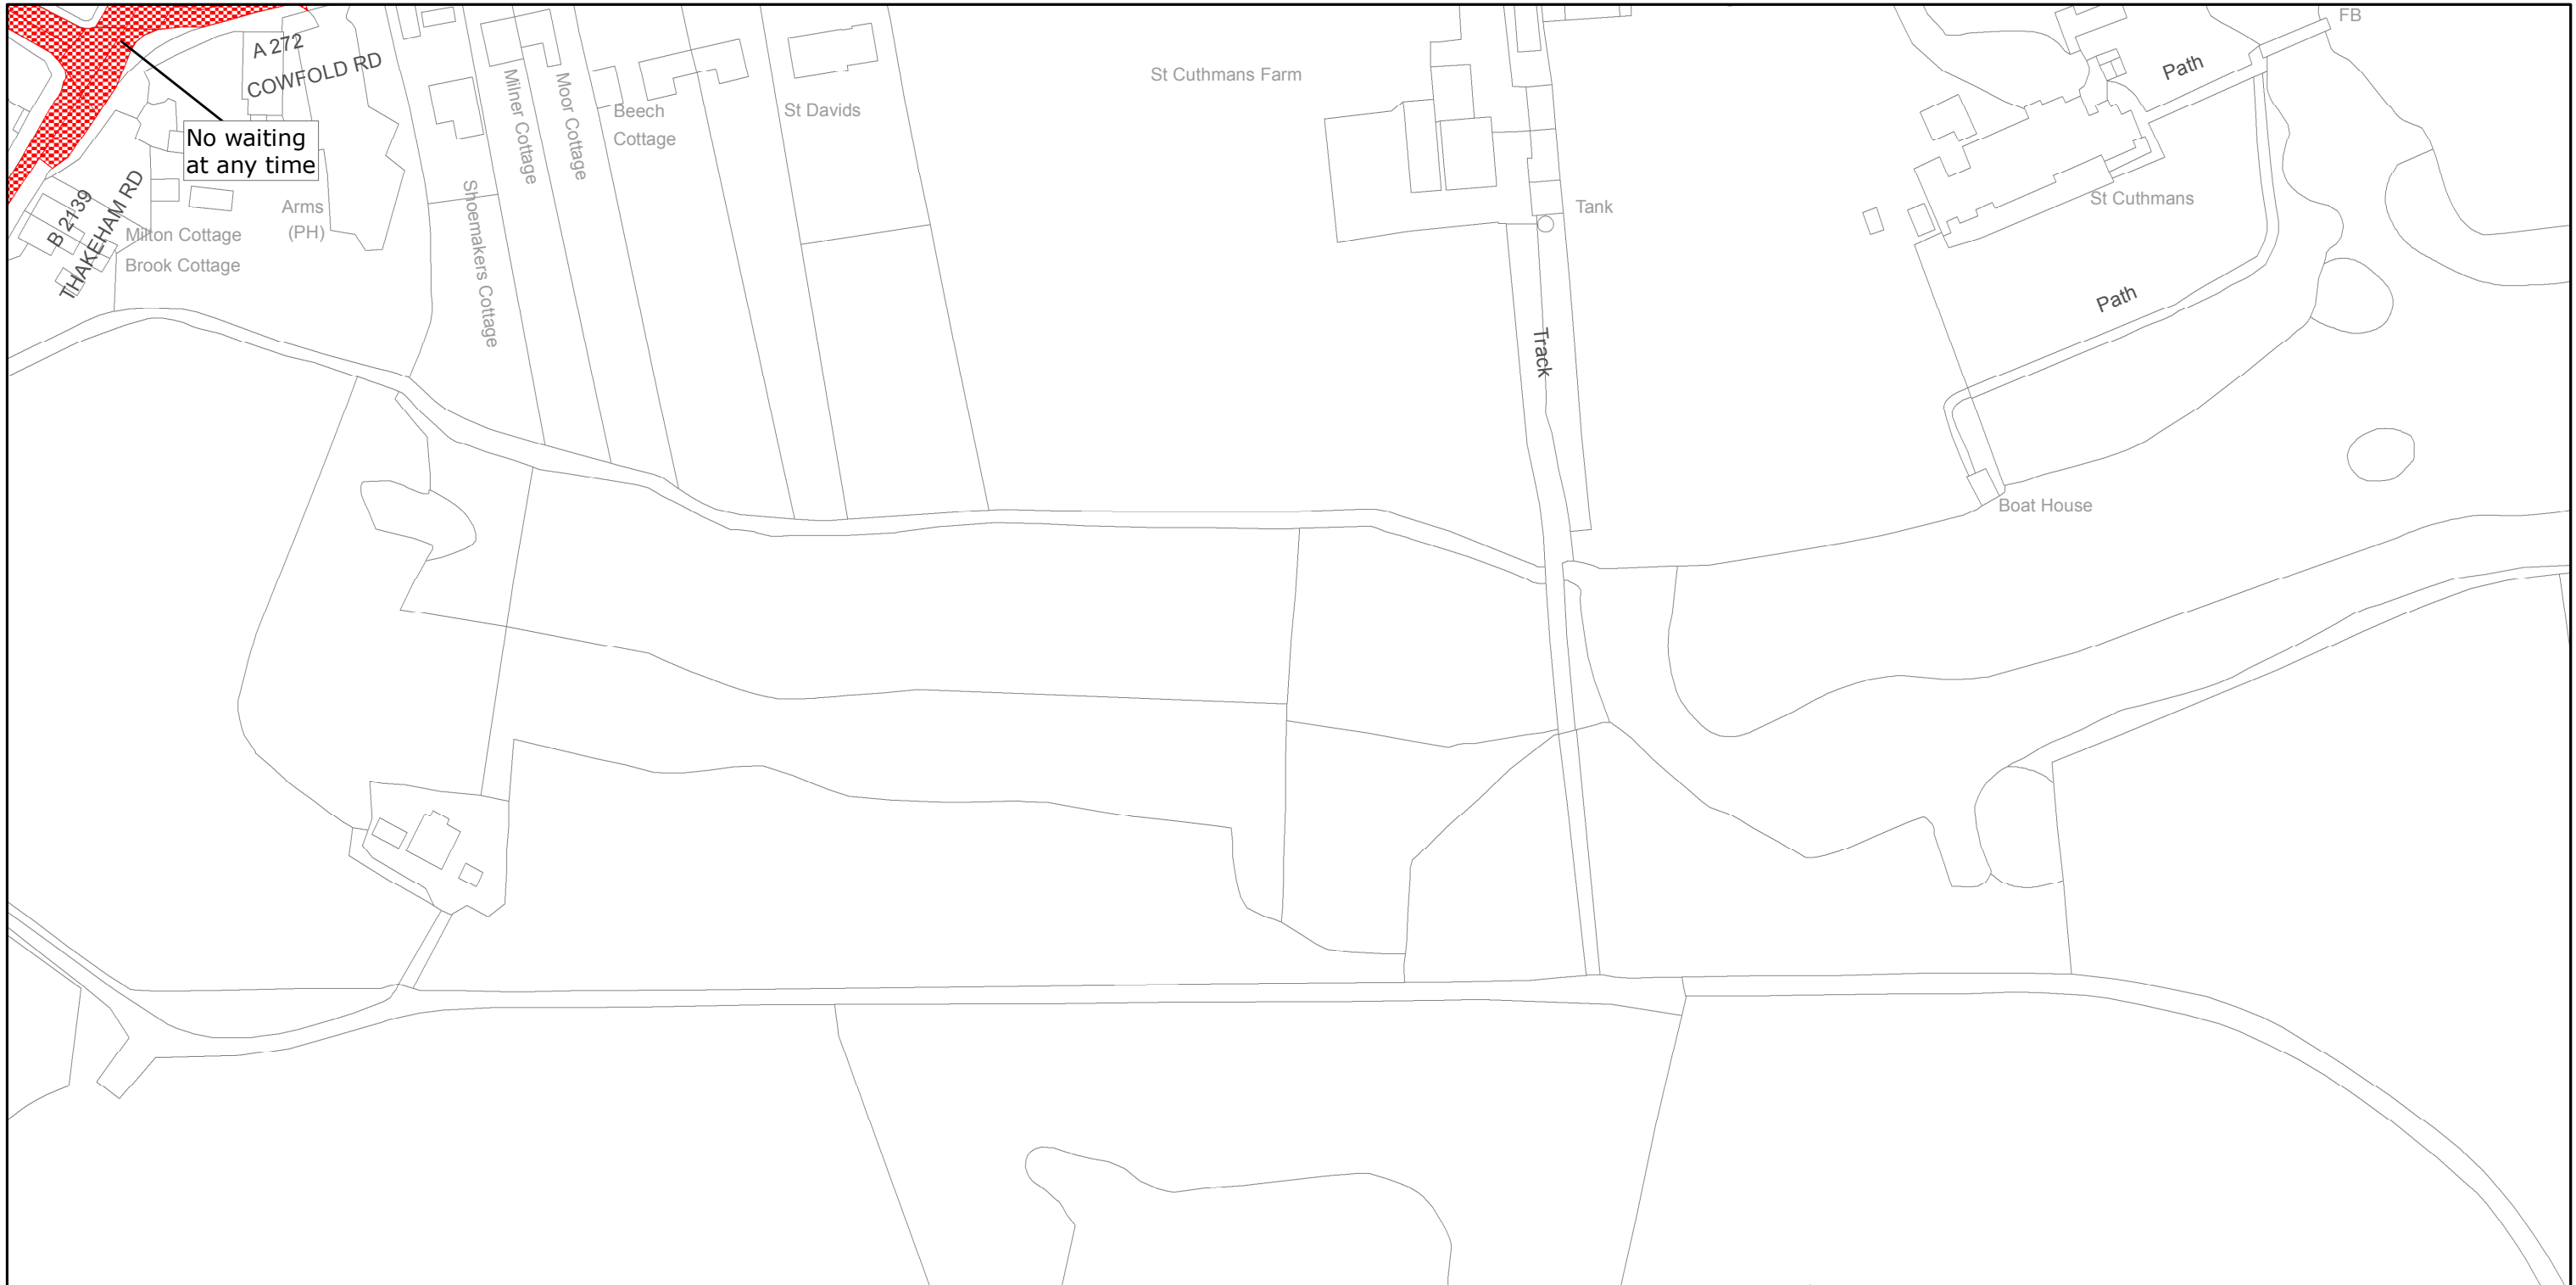 A 272
COWFOLD RD
No waiting
at any time
B 2139
THAKEHAM RD
Milton Cottage
Brook Cottage
Arms
(PH)
Shoemakers Cottage
Milner Cottage
Moor Cottage
Beech
Cottage
St Davids
St Cuthmans Farm
Tank
Track
FB
Path
St Cuthmans
Path
Boat House